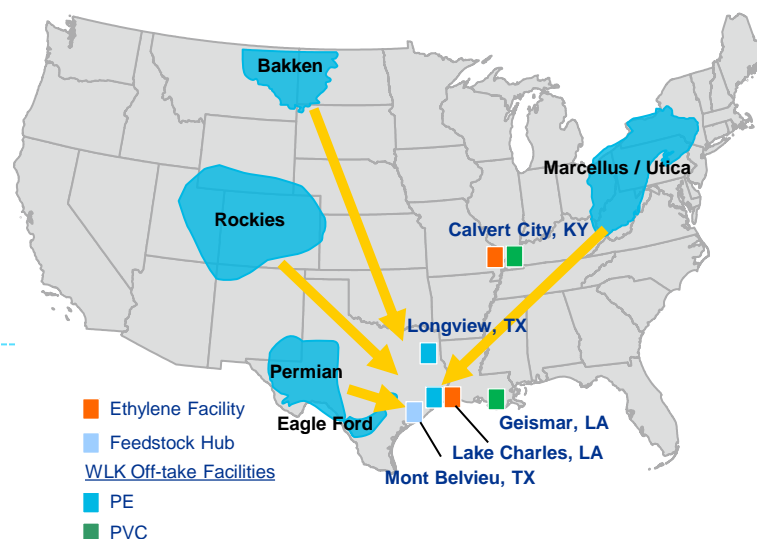 Bakken
Marcellus / Utica
Rockies
Calvert City, KY
Longview, TX
Permian
Ethylene Facility
Eagle Ford
Geismar, LA
Feedstock Hub
Lake Charles, LA
WLK Off-take Facilities
Mont Belvieu, TX
PE
PVC